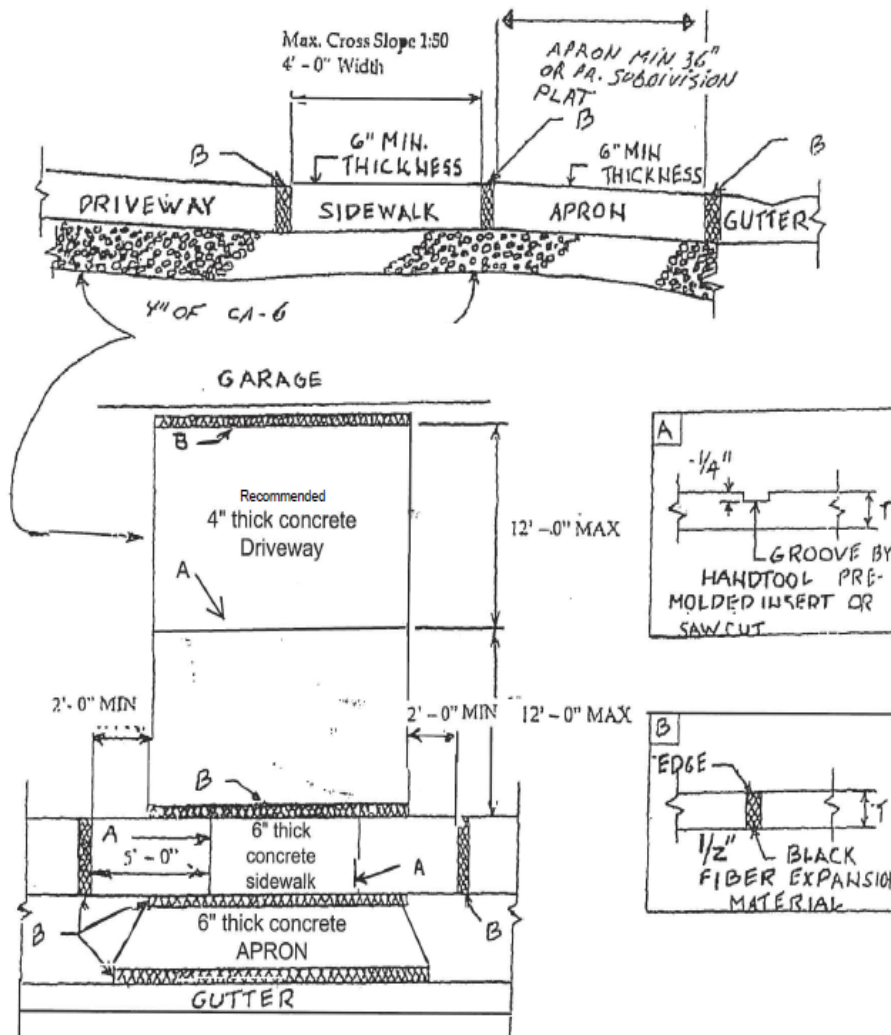 Max. Cross Slope 1:50
4' - 0" Width
APRON MIN 36"
OR PA. SUBDIVISION
PLAT
B
6" MIN.
THICKNESS
B
6" MIN
THICKNESS
B
DRIVEWAY
SIDEWALK
APRON
GUTTER
4" OF CA-6
GARAGE
B
Recommended
4" thick concrete
Driveway
A
12' - 0" MAX
2' - 0" MIN
2' - 0" MIN
12' - 0" MAX
B
A
5' - 0"
6" thick
concrete
sidewalk
A
B
B
6" thick concrete
APRON
GUTTER
A
-1/4"
T
GROOVE BY
HANDTOOL PRE-
MOLDED INSERT OR
SAW CUT
B
EDGE
T
1/2"
BLACK
FIBER EXPANSION
MATERIAL